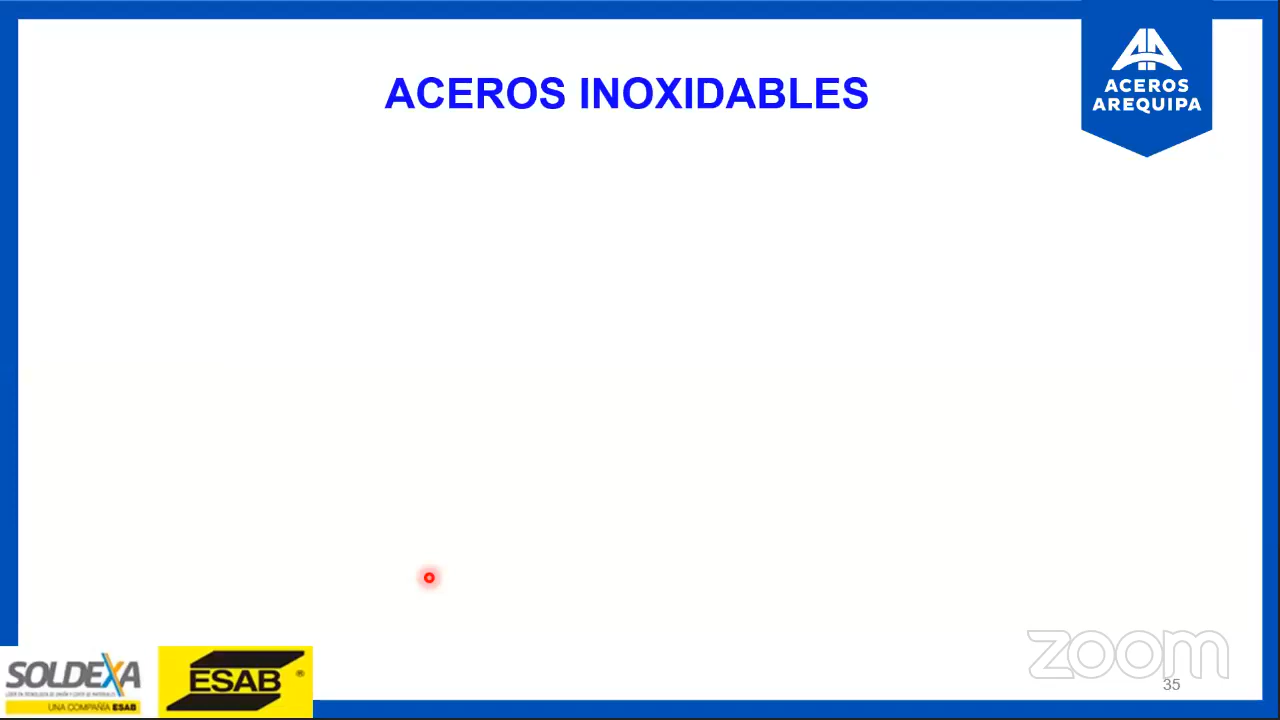 ACEROS INOXIDABLES
ACEROS
AREQUIPA
SOLDEXA
UNA COMPAÑÍA ESAB
ESAB
®
zoom
35